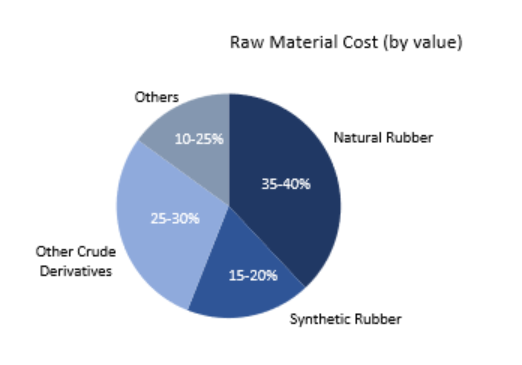 Raw Material Cost (by value)
Others
10-25%
Natural Rubber
35-40%
25-30%
Other Crude
Derivatives
15-20%
Synthetic Rubber